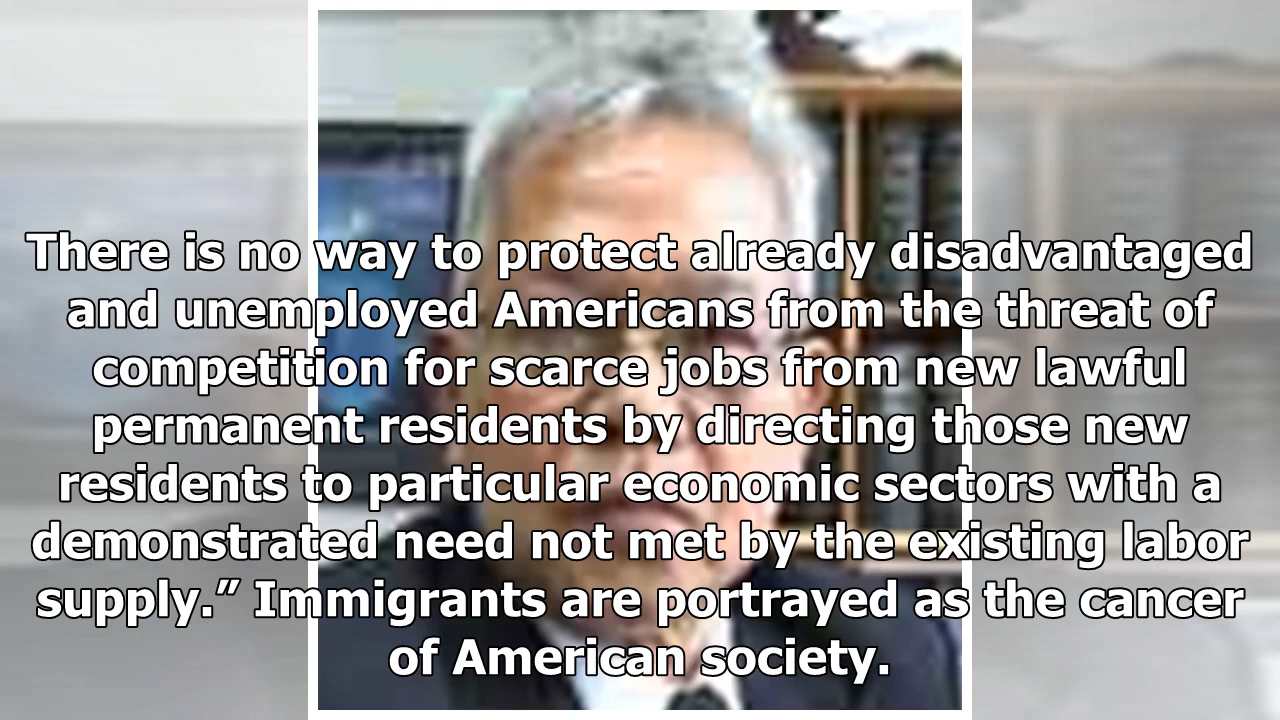 There is no way to protect already disadvantaged
and unemployed Americans from the threat of
competition for scarce jobs from new lawful
permanent residents by directing those new
residents to particular economic sectors with a
demonstrated need not met by the existing labor
supply.” Immigrants are portrayed as the cancer
of American society.